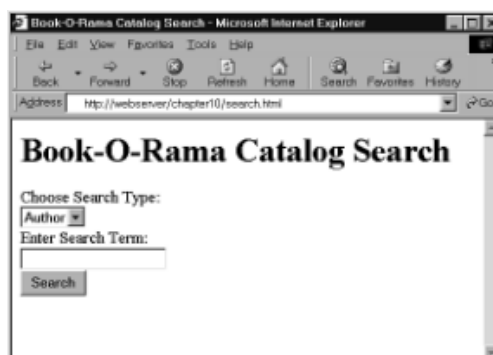 Book-O-Rama Catalog Search - Microsoft Internet Explorer
File Edit View Favorites Tools Help
Back Forward Stop Refresh Home Search Favorites History
Address http://webserver/chapter10/search.html Go
Book-O-Rama Catalog Search
Choose Search Type:
Author
Enter Search Term:
Search